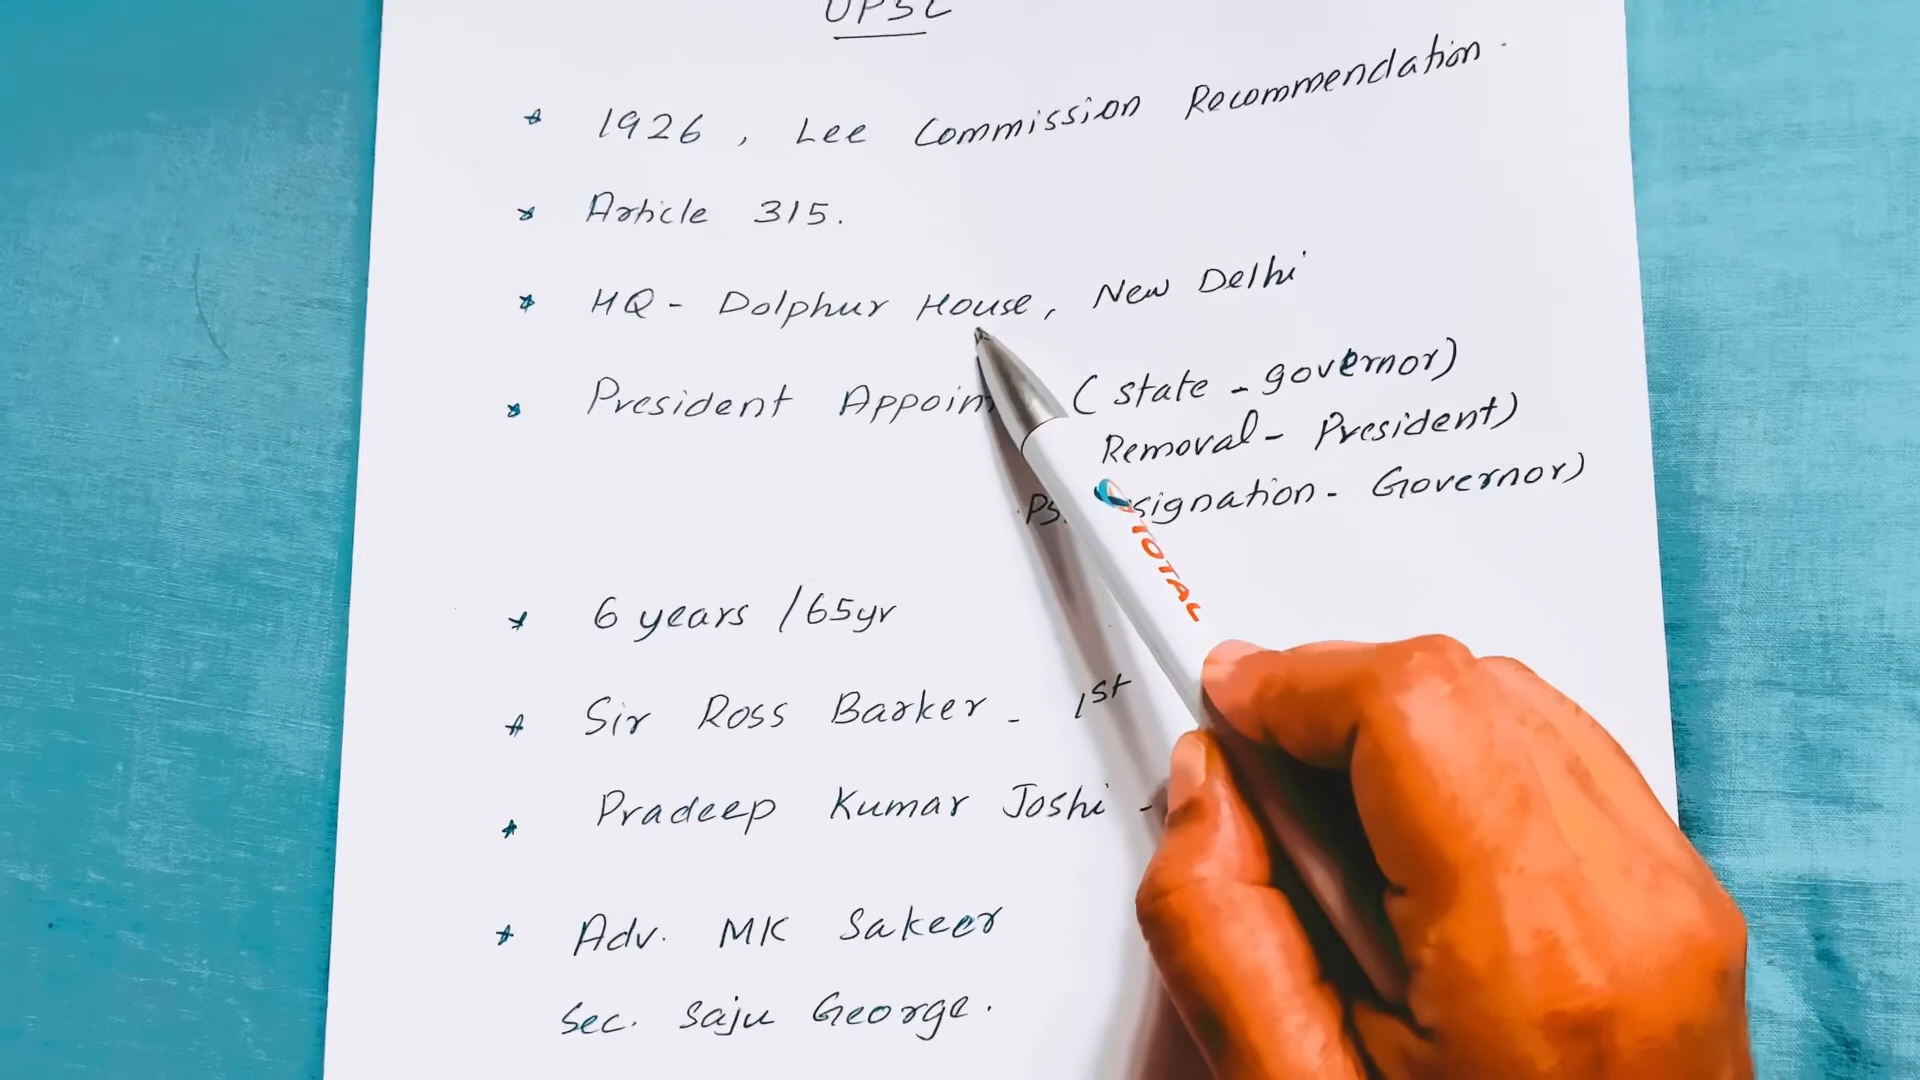 UPSC
* 1926, Lee Commission Recommendation.
* Article 315.
* HQ - Dolphur House, New Delhi
* President Appoin (state - governor)
Removal - President)
Designation - Governor)
* 6 years /65yr
* Sir Ross Barker - 1st
* Pradeep Kumar Joshi -
* Adv. MK Sakeer
Sec. Saju George.
TOTAL